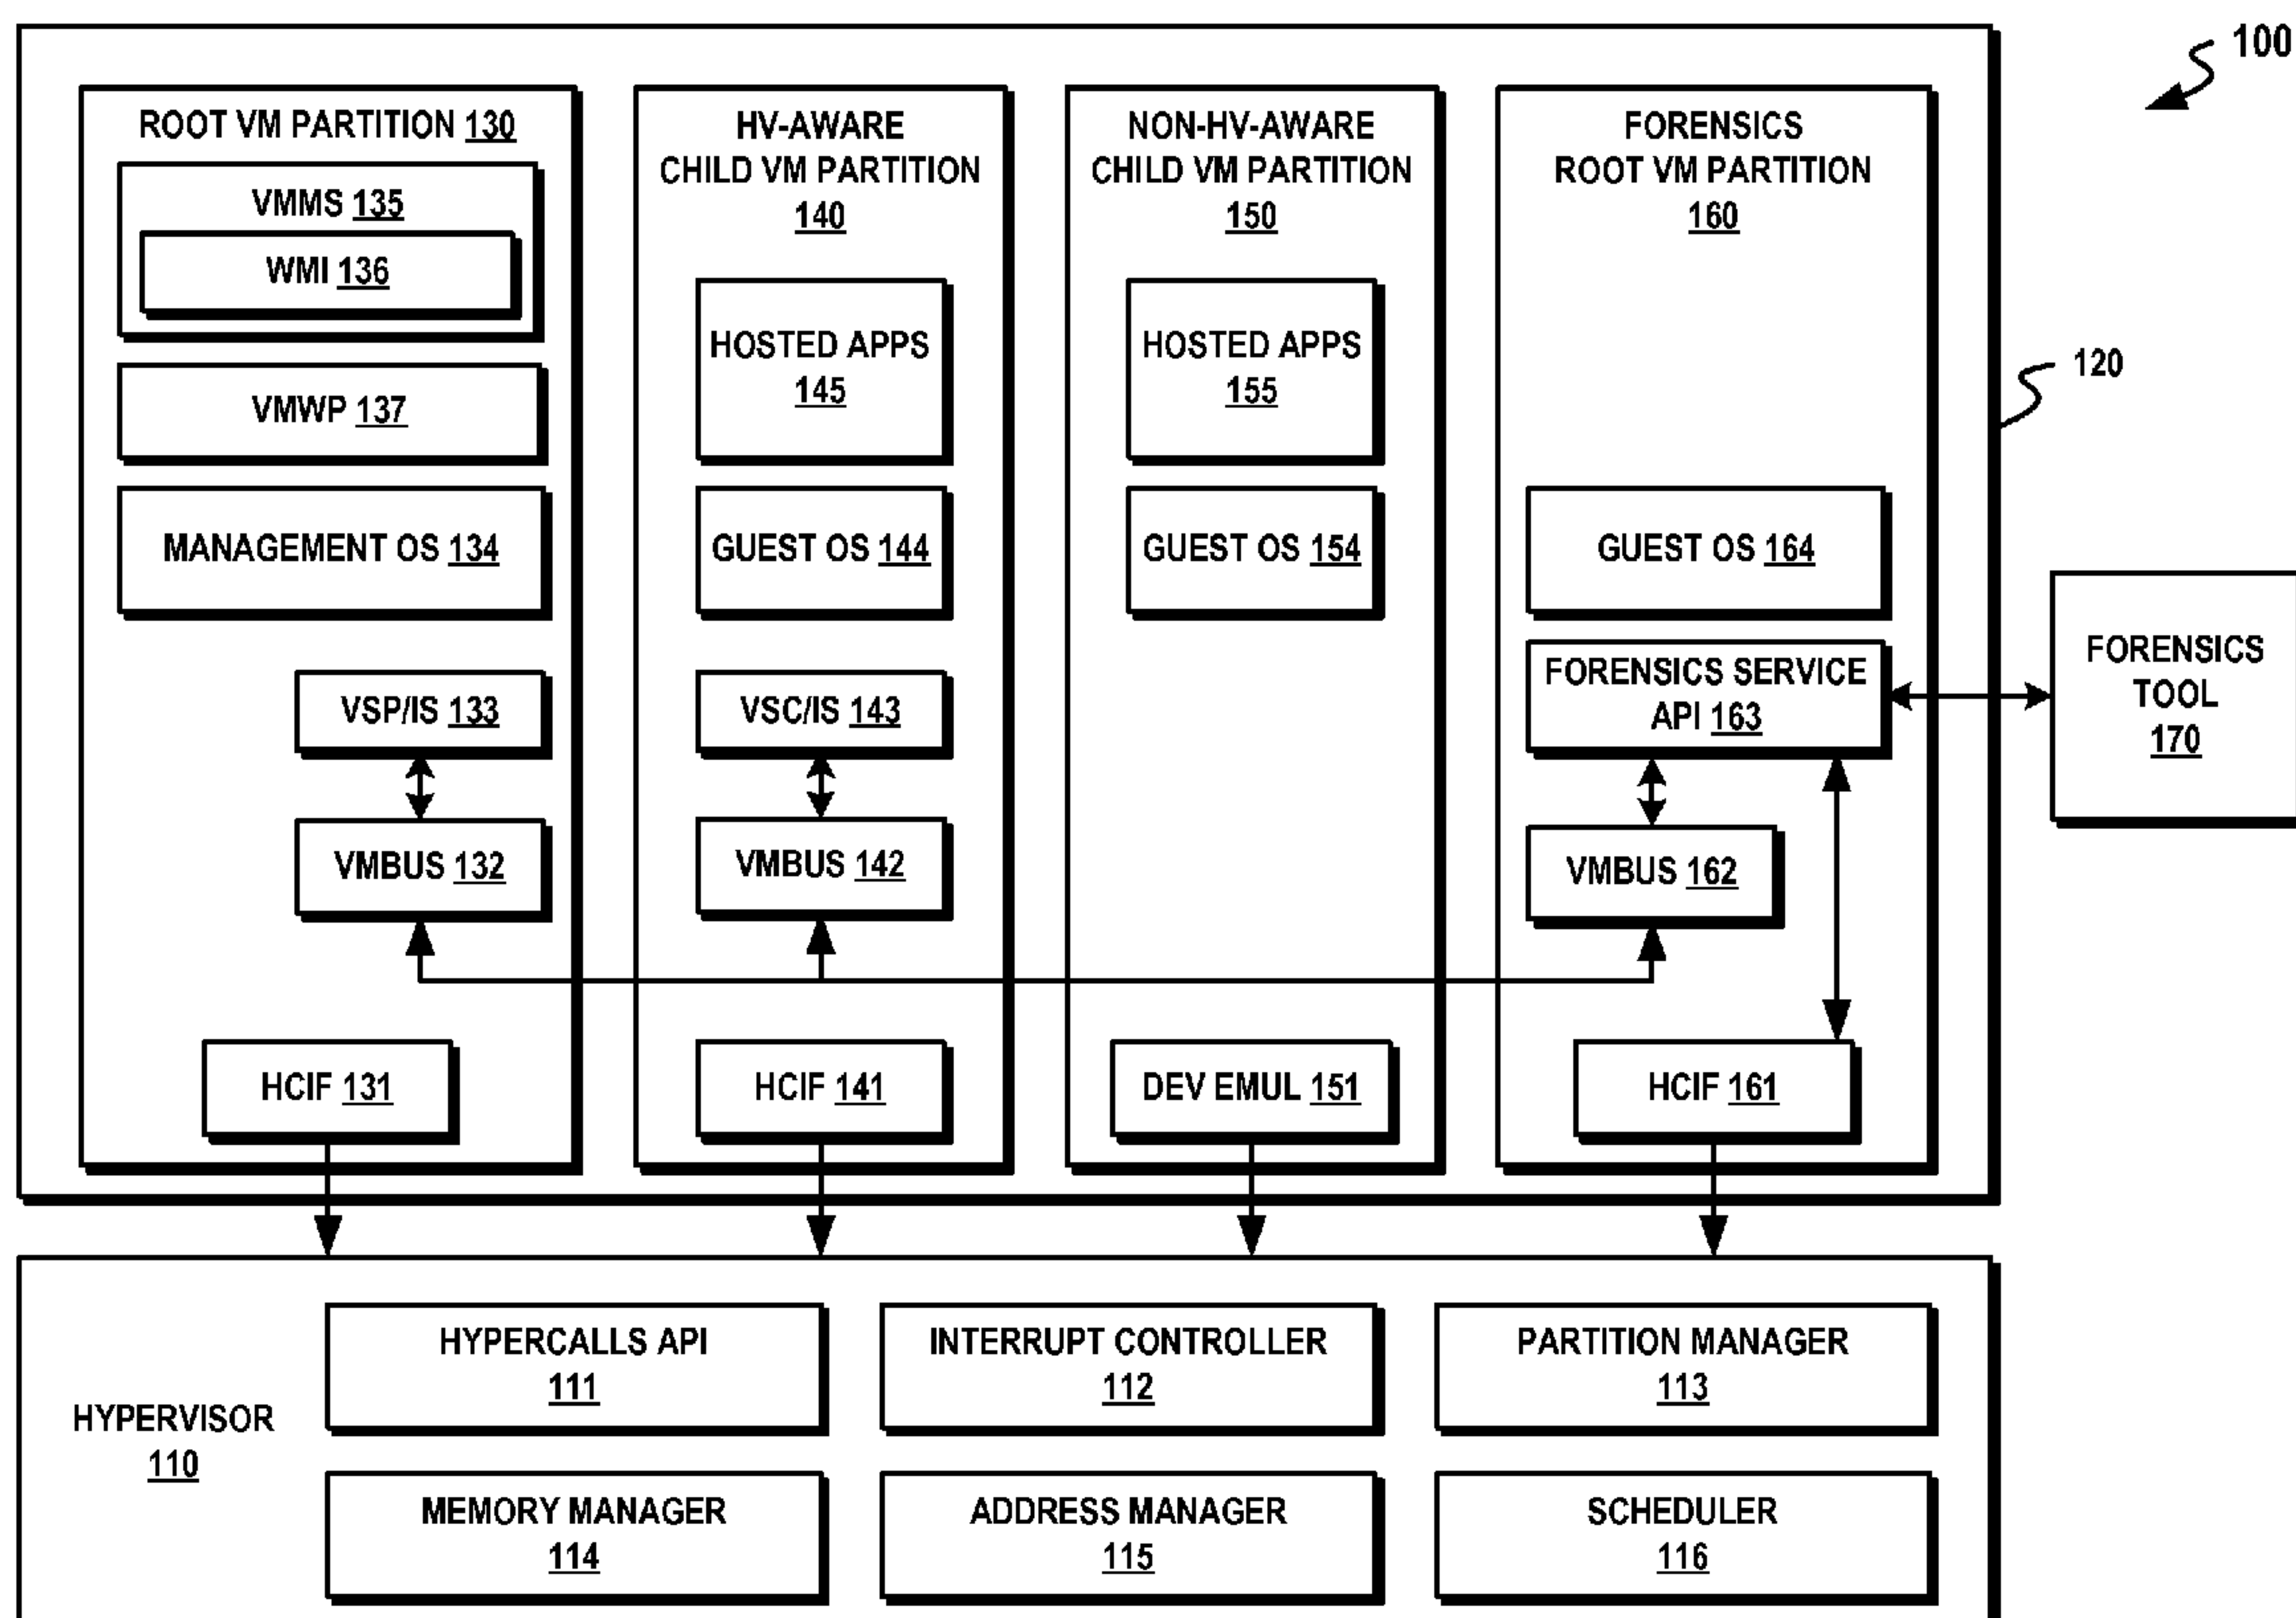 100
120
ROOT VM PARTITION 130
VMMS 135
WMI 136
VMWP 137
MANAGEMENT OS 134
VSP/IS 133
VMBUS 132
HCIF 131
HV-AWARE
CHILD VM PARTITION
140
HOSTED APPS
145
GUEST OS 144
VSC/IS 143
VMBUS 142
HCIF 141
NON-HV-AWARE
CHILD VM PARTITION
150
HOSTED APPS
155
GUEST OS 154
DEV EMUL 151
FORENSICS
ROOT VM PARTITION
160
GUEST OS 164
FORENSICS SERVICE
API 163
VMBUS 162
HCIF 161
FORENSICS
TOOL
170
HYPERVISOR
110
HYPERCALLS API
111
INTERRUPT CONTROLLER
112
PARTITION MANAGER
113
MEMORY MANAGER
114
ADDRESS MANAGER
115
SCHEDULER
116